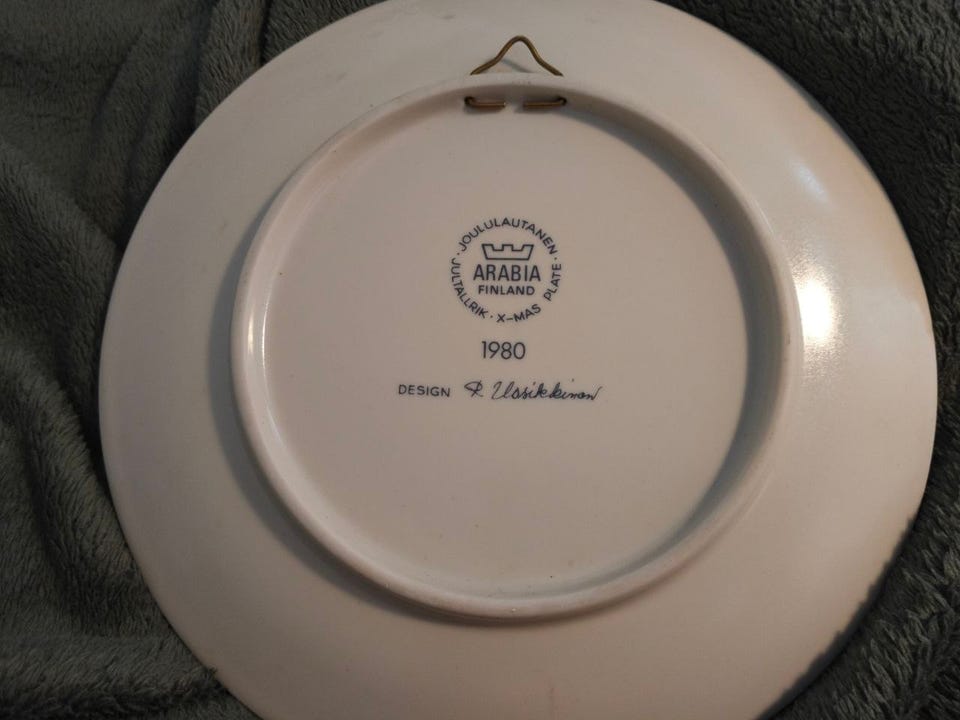 JOULULAUTANEN · X-MAS PLATE · JULTALLRIK ·
ARABIA
FINLAND
1980
DESIGN R. Uosikkinen